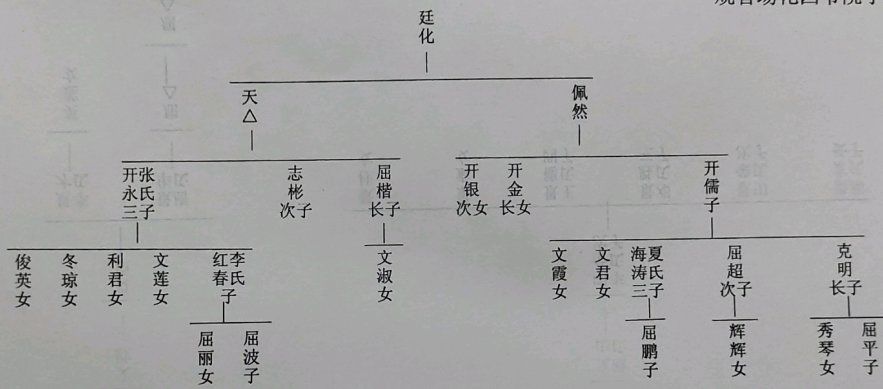 廷化
天△
佩然
开永三子
张氏
志彬次子
屈楷长子
开银次女
开金长女
开儒子
俊英女
冬琼女
利君女
文莲女
红春子
李氏
文淑女
文霞女
文君女
海涛三子
夏氏
屈超次子
克明长子
屈丽女
屈波子
屈鹏子
辉辉女
秀琴女
屈平子